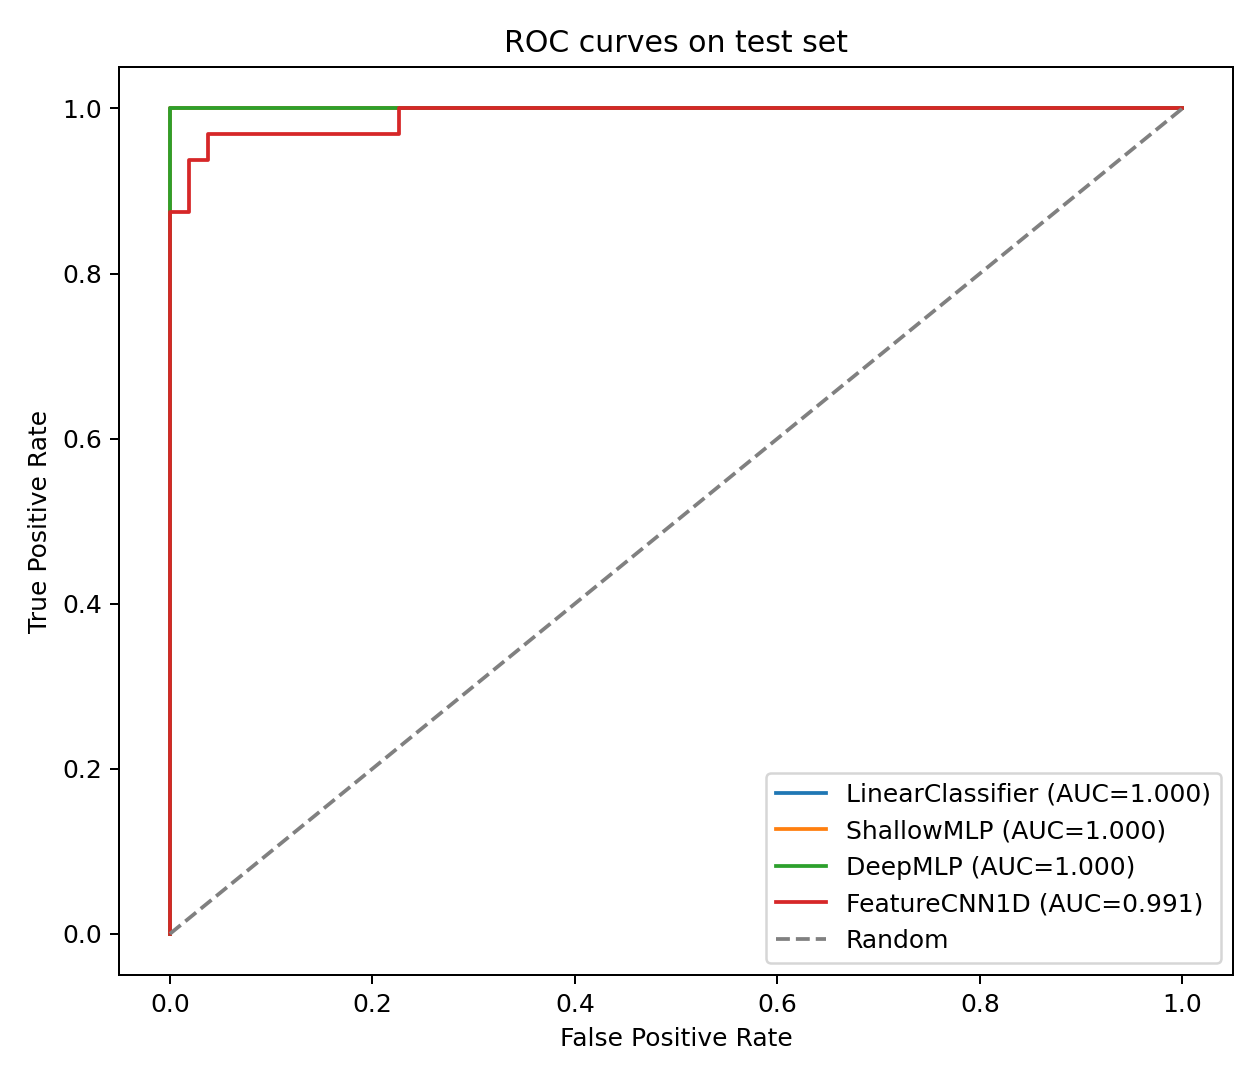 ROC curves on test set
1.0
0.8
0.6
0.4
0.2
0.0
True Positive Rate
0.0 0.2 0.4 0.6 0.8 1.0
False Positive Rate
LinearClassifier (AUC=1.000)
ShallowMLP (AUC=1.000)
DeepMLP (AUC=1.000)
FeatureCNN1D (AUC=0.991)
Random